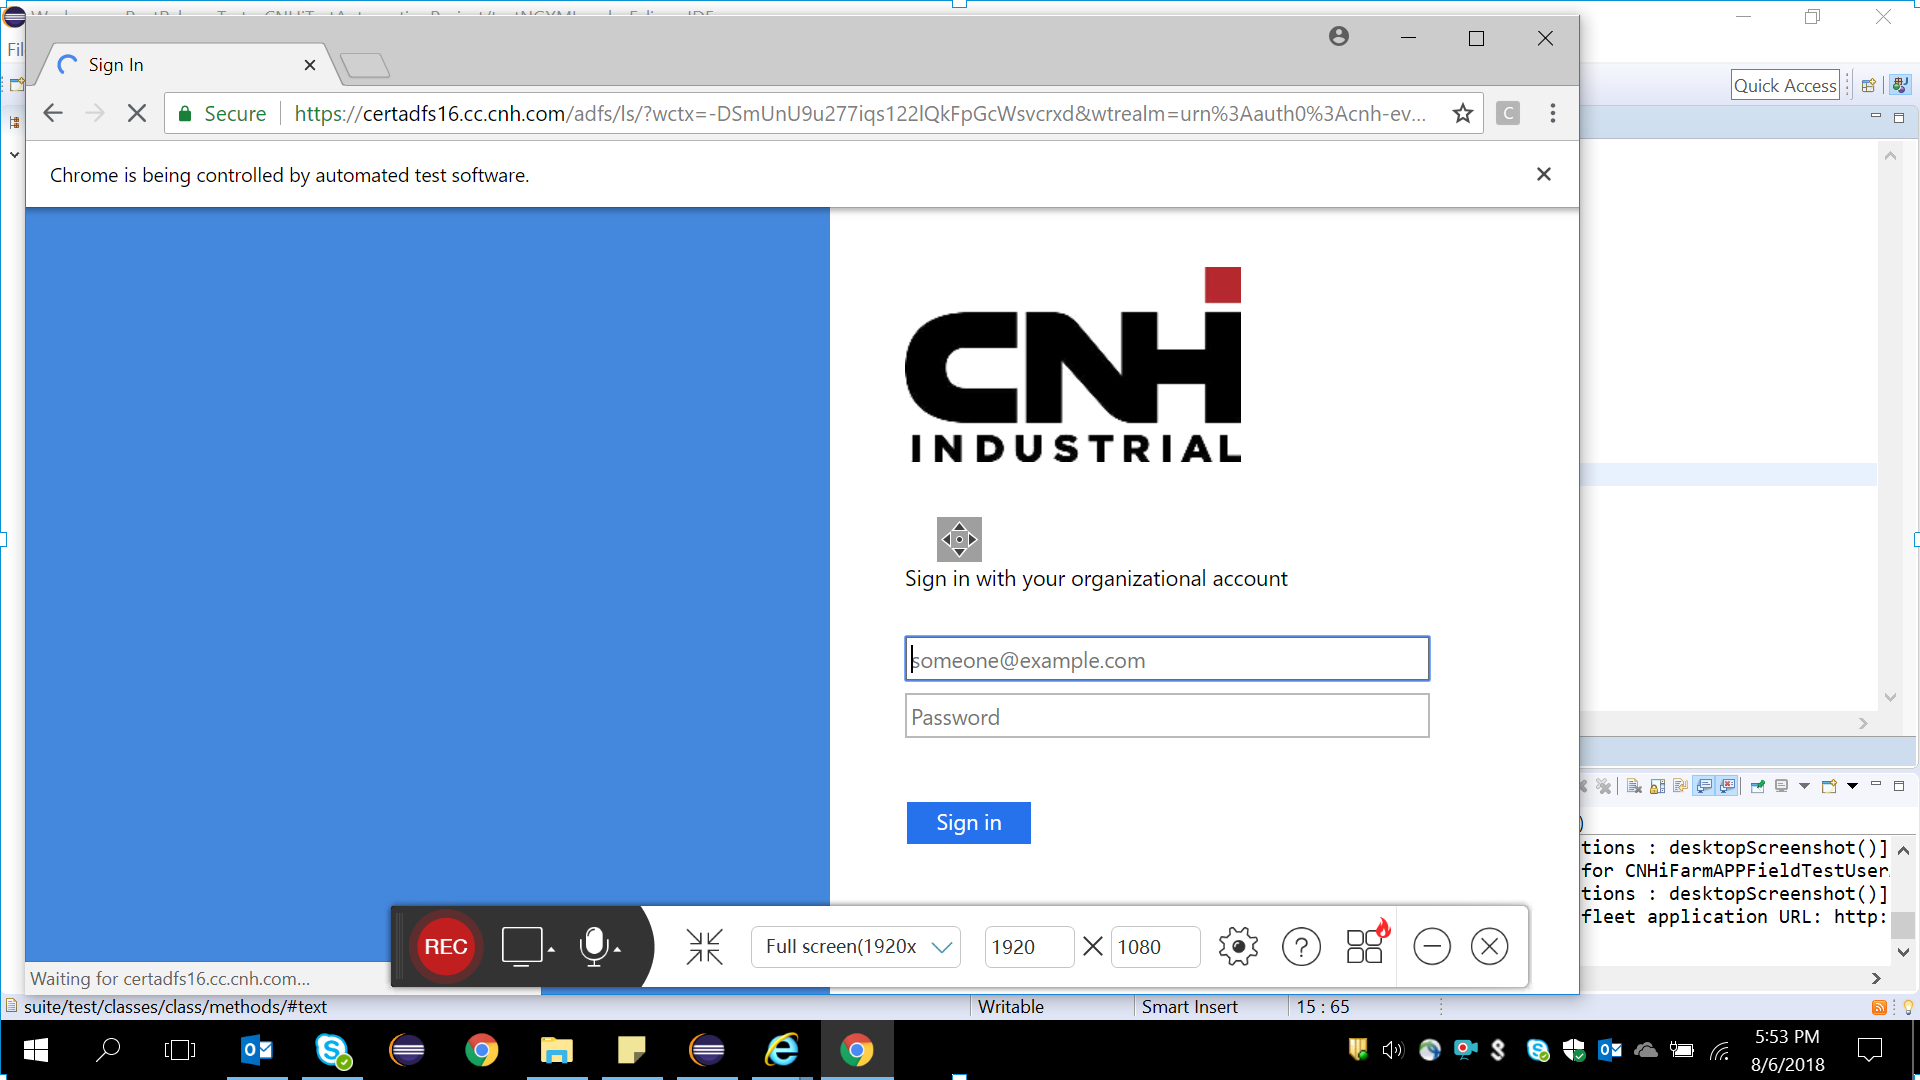 Fil
Sign In
Quick Access
Secure
https://certadfs16.cc.cnh.com/adfs/ls/?wctx=-DSmUnU9u277iqs122lQkFpGcWsvcrxd&wtrealm=urn%3Aauth0%3Acnh-ev...
C
Chrome is being controlled by automated test software.
CNH
INDUSTRIAL
Sign in with your organizational account
someone@example.com
Password
Sign in
)
tions : desktopScreenshot()]
for CNHiFarmAPPFieldTestUser
tions : desktopScreenshot()]
fleet application URL: http:
REC
Full screen(1920x
1920
1080
Waiting for certadfs16.cc.cnh.com...
suite/test/classes/class/methods/#text
Writable
Smart Insert
15 : 65
5:53 PM
8/6/2018